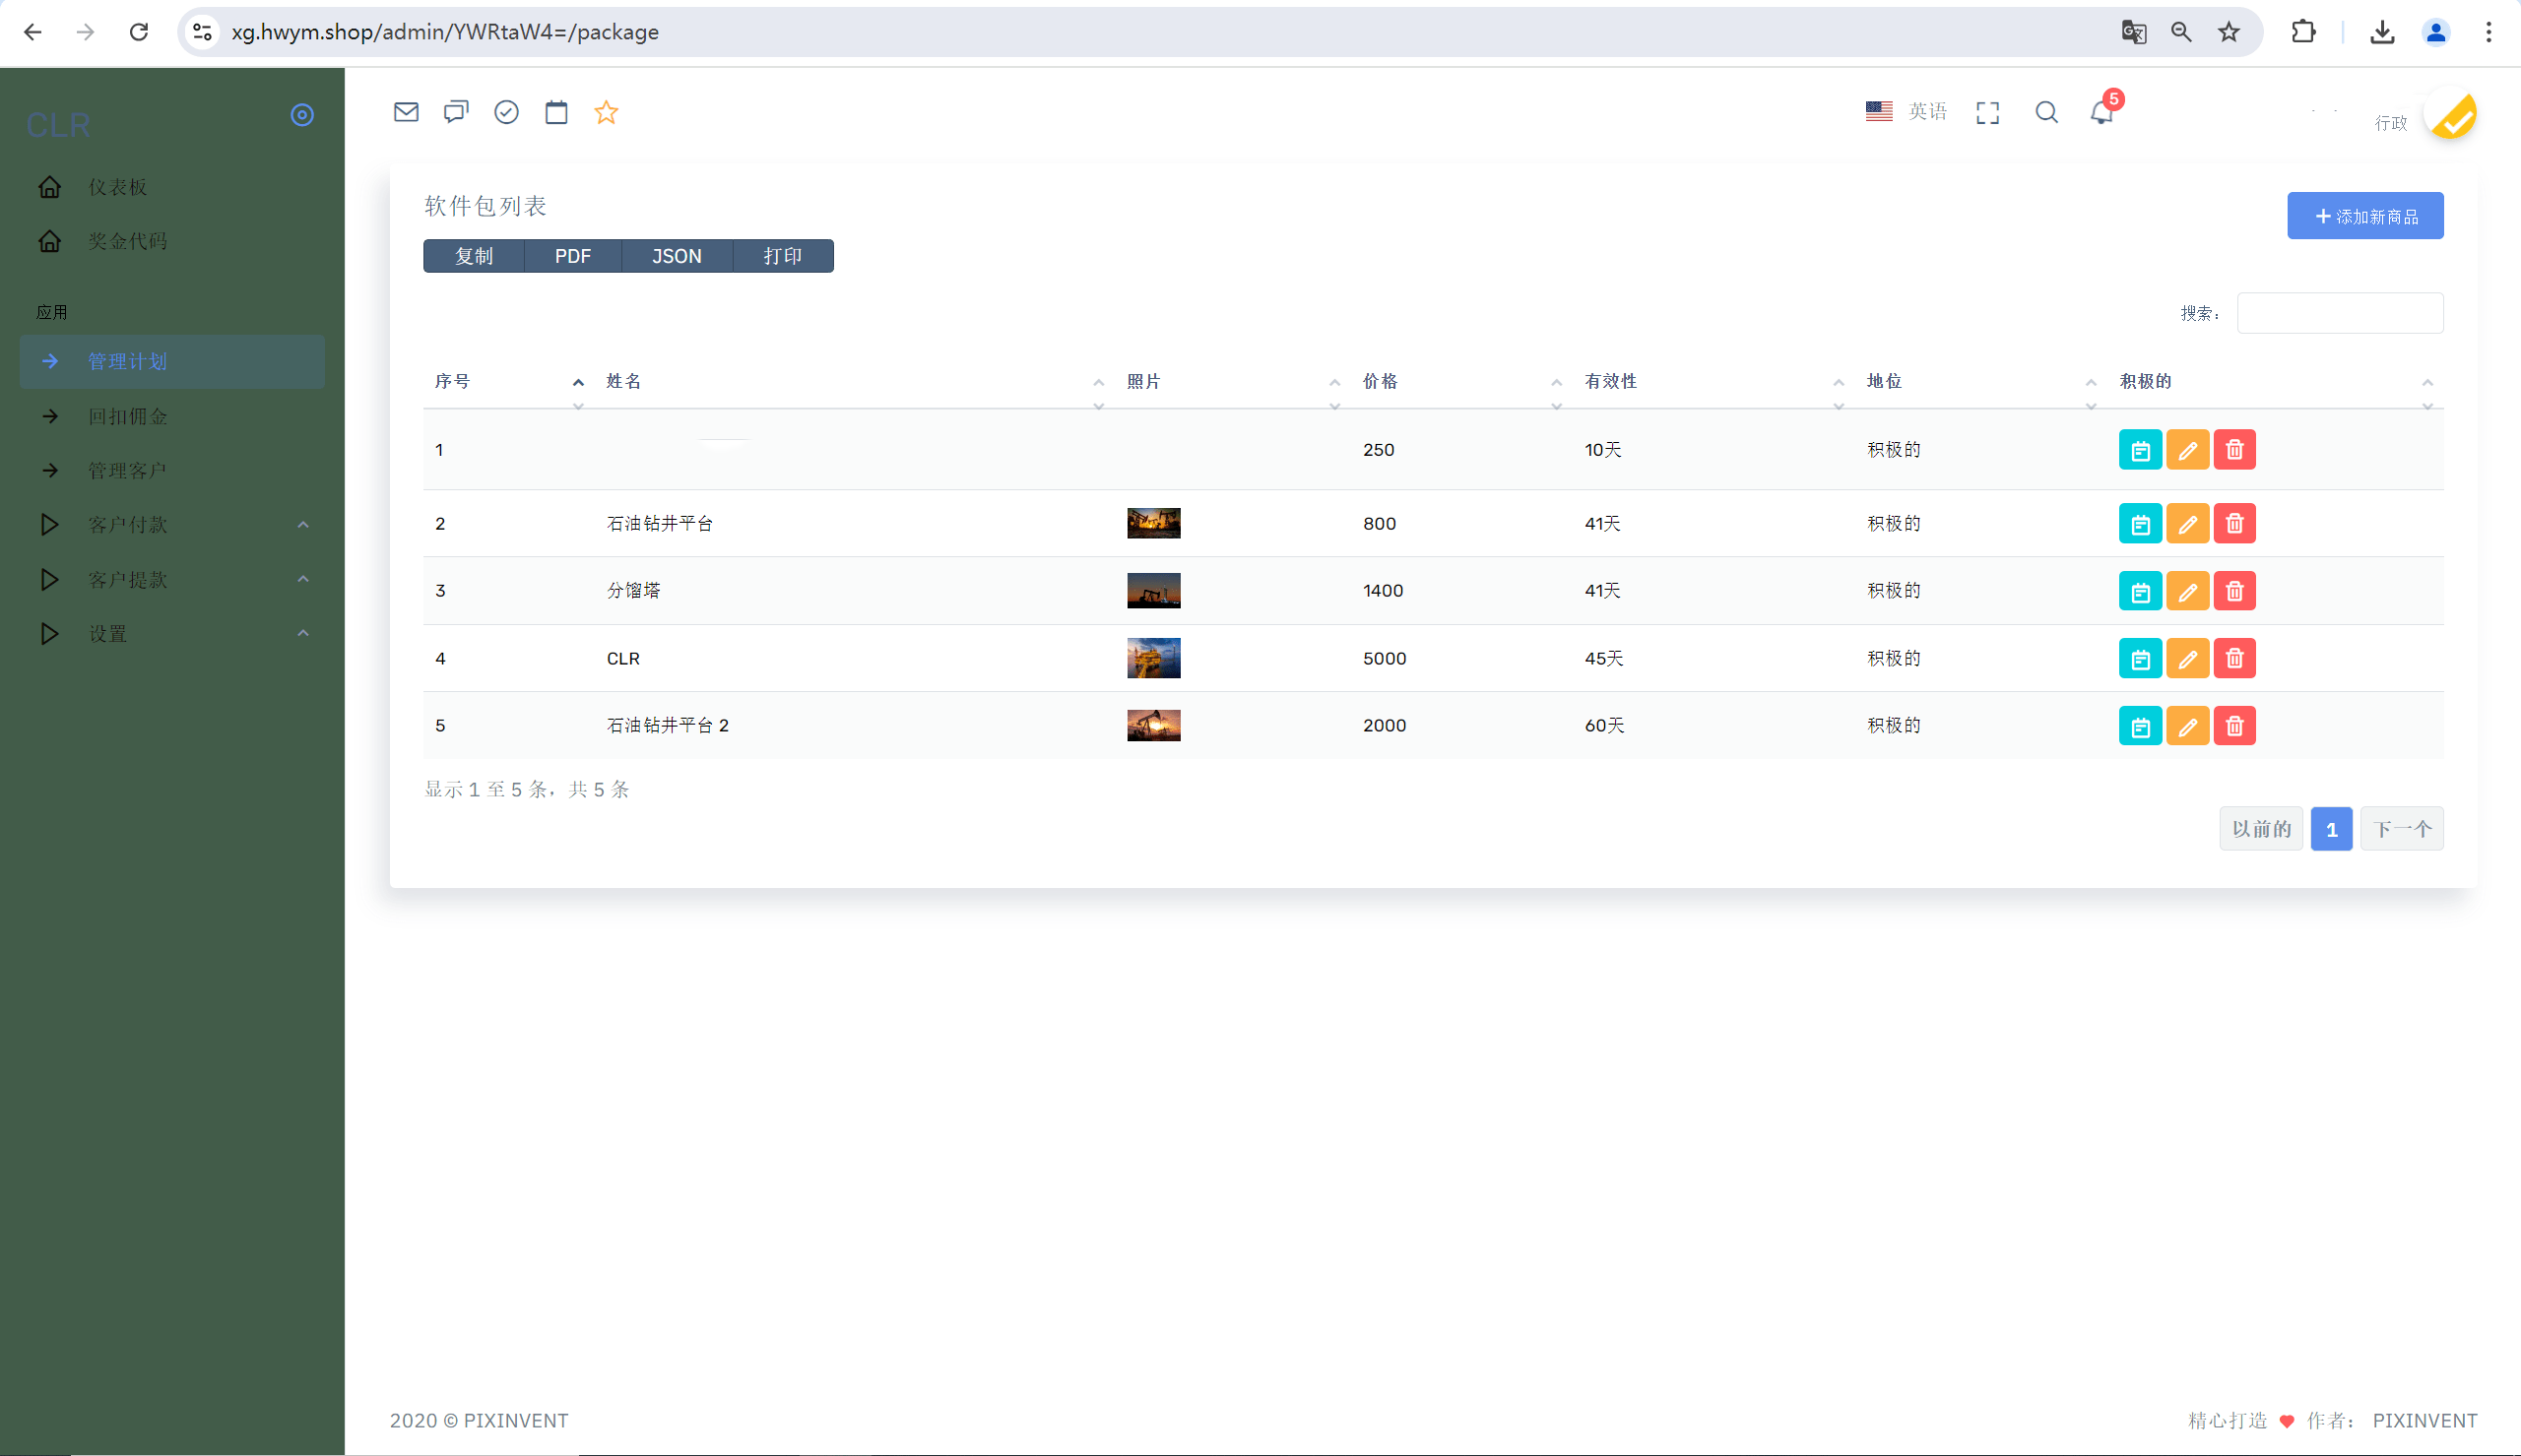 xg.hwym.shop/admin/YWRtaW4=/package
CLR
英语
5
行政
仪表板
奖金代码
应用
管理计划
回扣佣金
管理客户
客户付款
客户提款
设置
软件包列表
添加新商品
复制 PDF JSON 打印
搜索：
序号 姓名 照片 价格 有效性 地位 积极的
1 250 10天 积极的
2 石油钻井平台 800 41天 积极的
3 分馏塔 1400 41天 积极的
4 CLR 5000 45天 积极的
5 石油钻井平台 2 2000 60天 积极的
显示 1 至 5 条，共 5 条
以前的 1 下一个
2020 © PIXINVENT
精心打造 作者： PIXINVENT